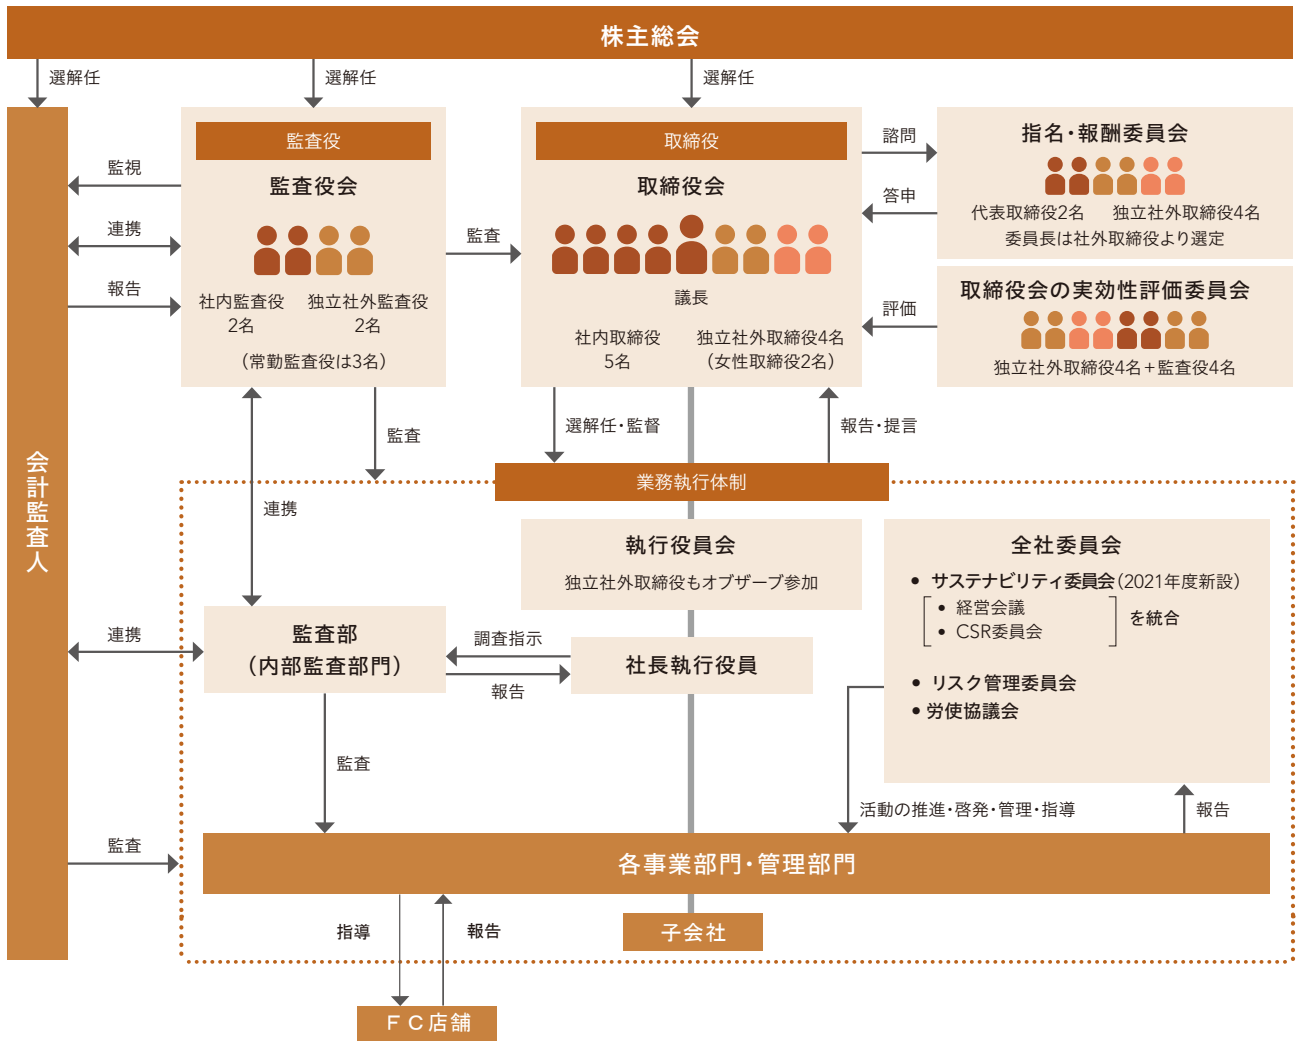 株主総会
選解任
選解任
選解任
会計監査人
監視
連携
報告
連携
監査
監査役
監査役会
社内監査役
2名
独立社外監査役
2名
（常勤監査役は3名）
監査
取締役
取締役会
議長
社内取締役
5名
独立社外取締役4名
（女性取締役2名）
諮問
答申
評価
指名・報酬委員会
代表取締役2名 独立社外取締役4名
委員長は社外取締役より選定
取締役会の実効性評価委員会
独立社外取締役4名＋監査役4名
連携
監査
選解任・監督
報告・提言
業務執行体制
執行役員会
独立社外取締役もオブザーブ参加
社長執行役員
調査指示
報告
監査部
（内部監査部門）
監査
全社委員会
● サステナビリティ委員会（2021年度新設）
● 経営会議
● CSR委員会
を統合
● リスク管理委員会
● 労使協議会
活動の推進・啓発・管理・指導
報告
各事業部門・管理部門
子会社
指導
報告
ＦＣ店舗